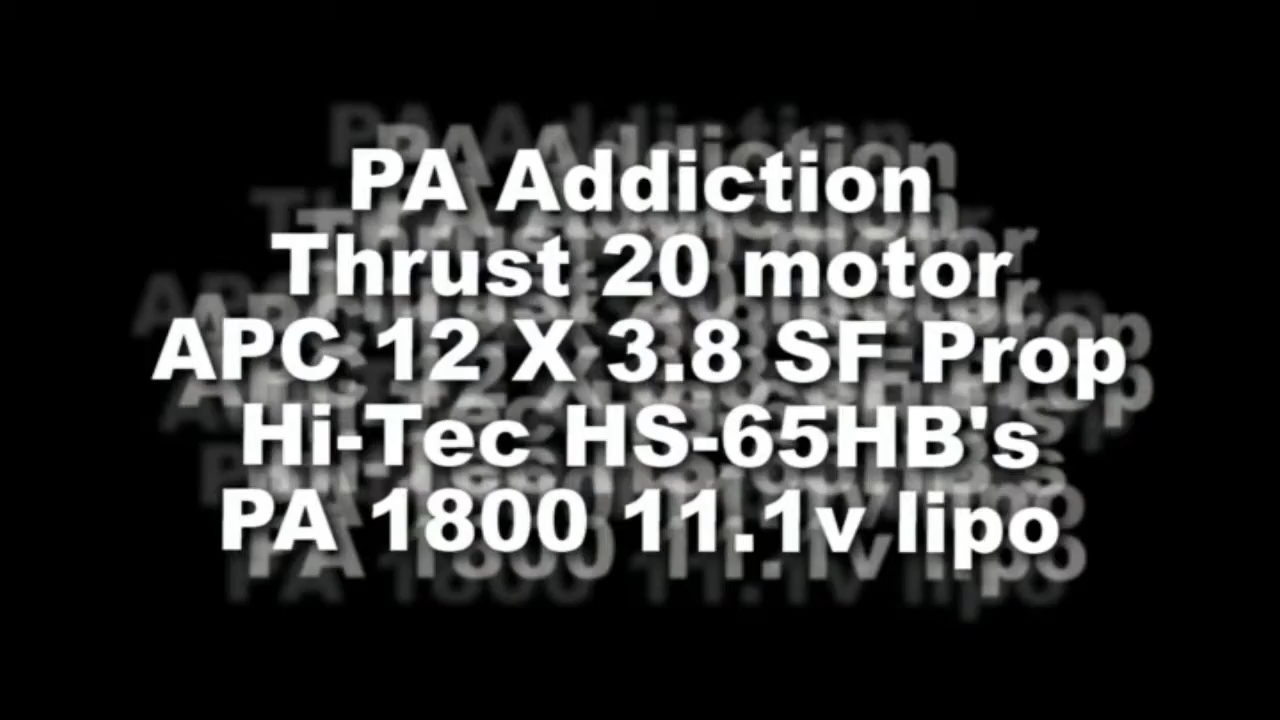 PA Addiction
Thrust 20 motor
APC 12 X 3.8 SF Prop
Hi-Tec HS-65HB's
PA 1800 11.1v lipo